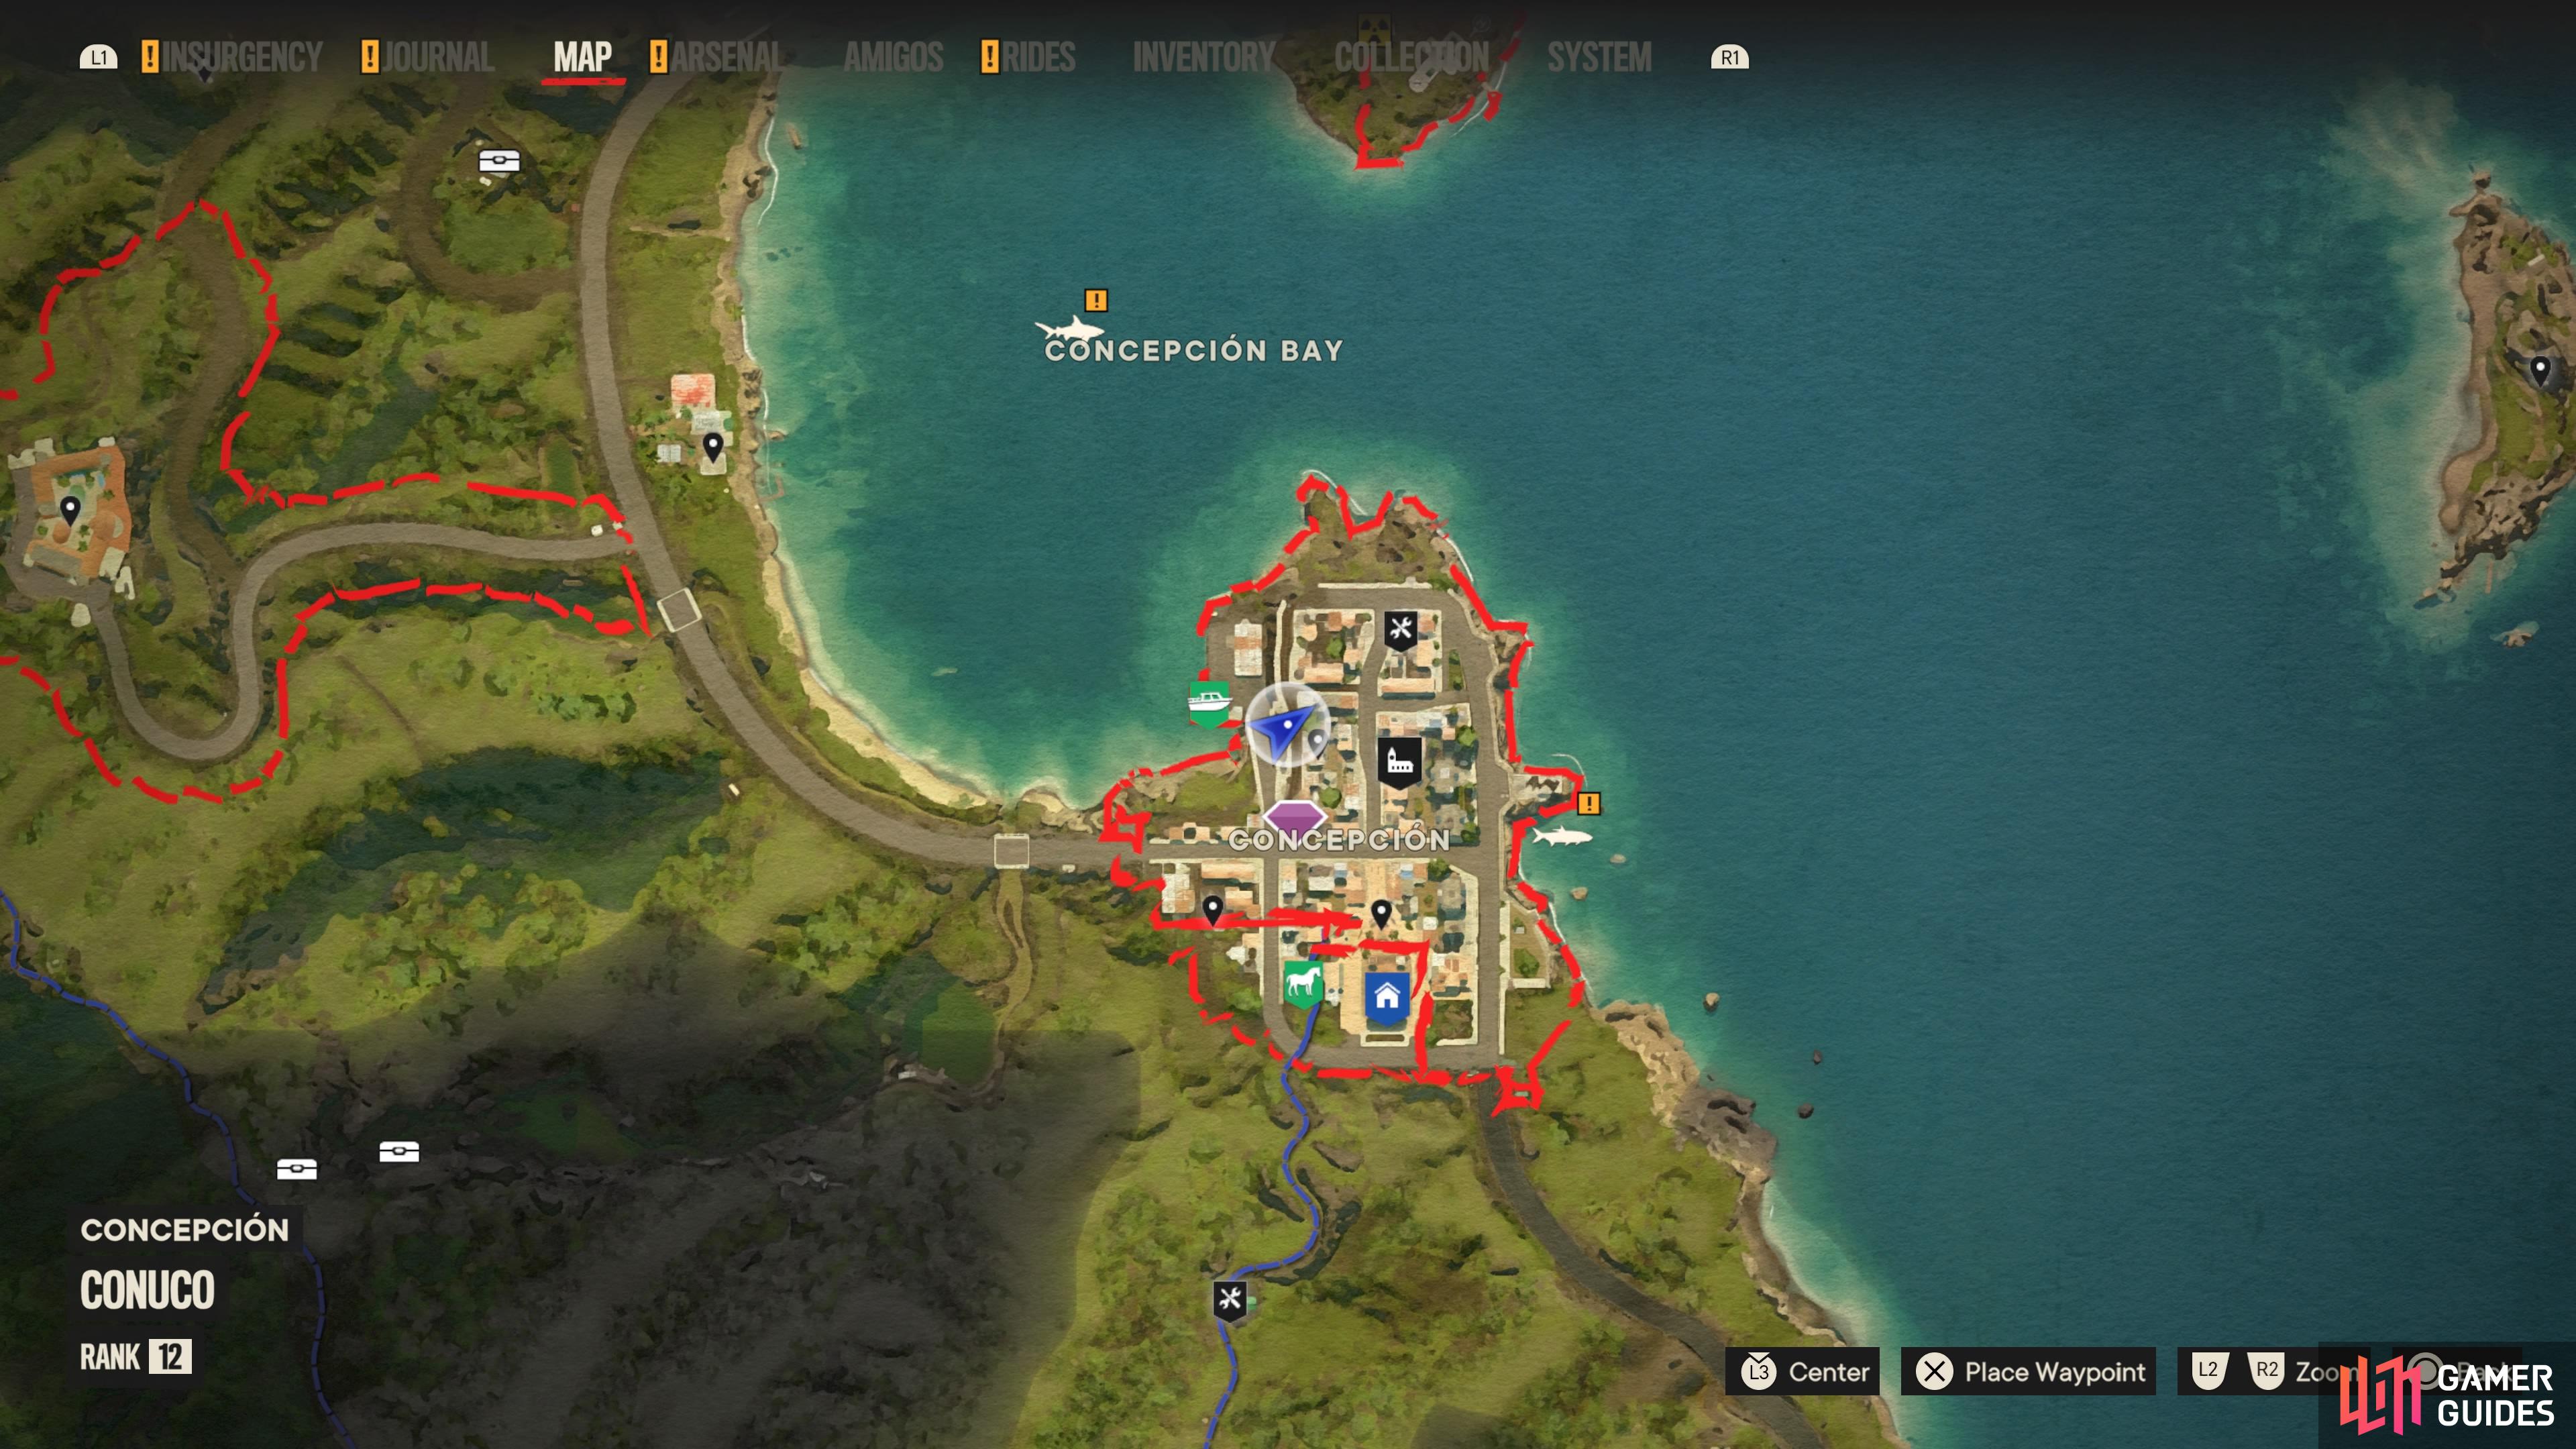 L1 ! INSURGENCY ! JOURNAL MAP ! ARSENAL AMIGOS ! RIDES INVENTORY COLLECTION SYSTEM R1
!
CONCEPCIÓN BAY
!
CONCEPCIÓN
CONCEPCIÓN
CONUCO
RANK 12
L3 Center X Place Waypoint L2 R2 Zoom
GAMER
GUIDES